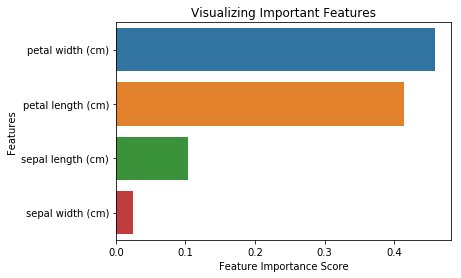 Visualizing Important Features
petal width (cm)
petal length (cm)
sepal length (cm)
sepal width (cm)
Features
0.0 0.1 0.2 0.3 0.4
Feature Importance Score